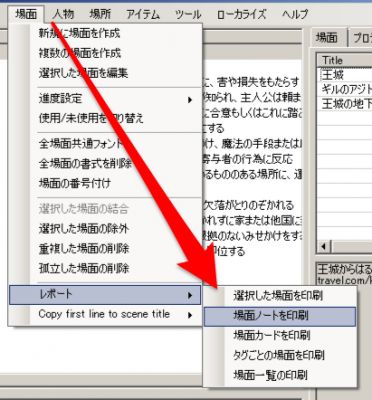 場面 人物 場所 アイテム ツール ローカライズ ヘルプ
新規に場面を作成
複数の場面を作成
選択した場面を編集
進度設定
使用/未使用を切り替え
全場面共通フォント
全場面の書式を削除
場面の番号付け
選択した場面の結合
選択した場面の除外
重複した場面の削除
孤立した場面の削除
レポート
Copy first line to scene title
選択した場面を印刷
場面ノートを印刷
場面カードを印刷
タグごとの場面を印刷
場面一覧の印刷
に、害や損失をもたらす
知られ、主人公は頼ま
に合意もしくはこれに踏
にする
け、魔法の手段または
寄与者の行為に反応
るもののある場所に、
欠落がとりのぞかれる
かれずに家または他国に
拠のないみせかけをす
即位する
場面 プロ
Title
王城
ギルのアジト
王城の地下
王城からはる
travel.com/k